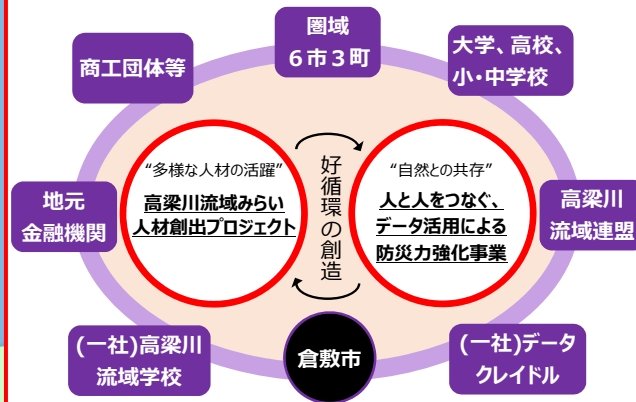 圏域
6市3町
商工団体等
大学、高校、
小・中学校
“多様な人材の活躍”
高梁川流域みらい
人材創出プロジェクト
好循環の創造
“自然との共存”
人と人をつなぐ、
データ活用による
防災力強化事業
地元
金融機関
高梁川
流域連盟
(一社)高梁川
流域学校
倉敷市
(一社)データ
クレイドル